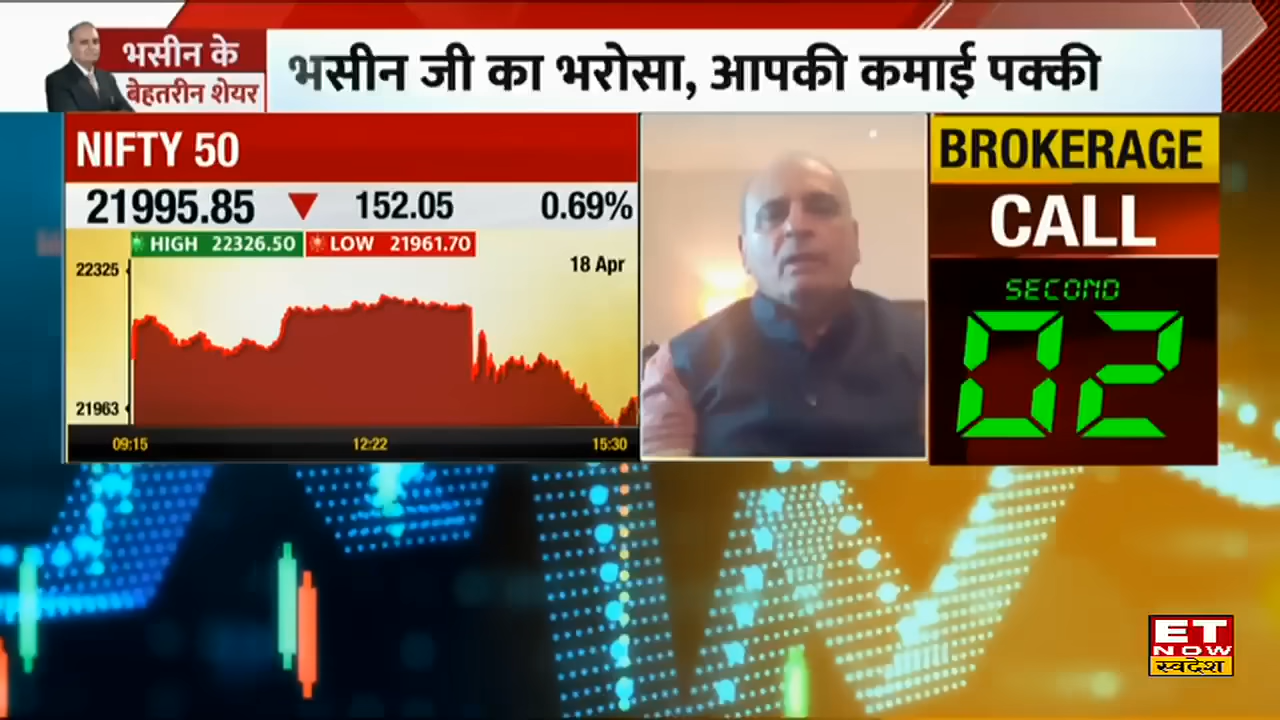 भसीन के
बेहतरीन शेयर
भसीन जी का भरोसा, आपकी कमाई पक्की
NIFTY 50
21995.85 ▼ 152.05 0.69%
HIGH 22326.50 LOW 21961.70
18 Apr
22325
21963
09:15 12:22 15:30
BROKERAGE
CALL
SECOND
02
ET
NOW
स्वदेश